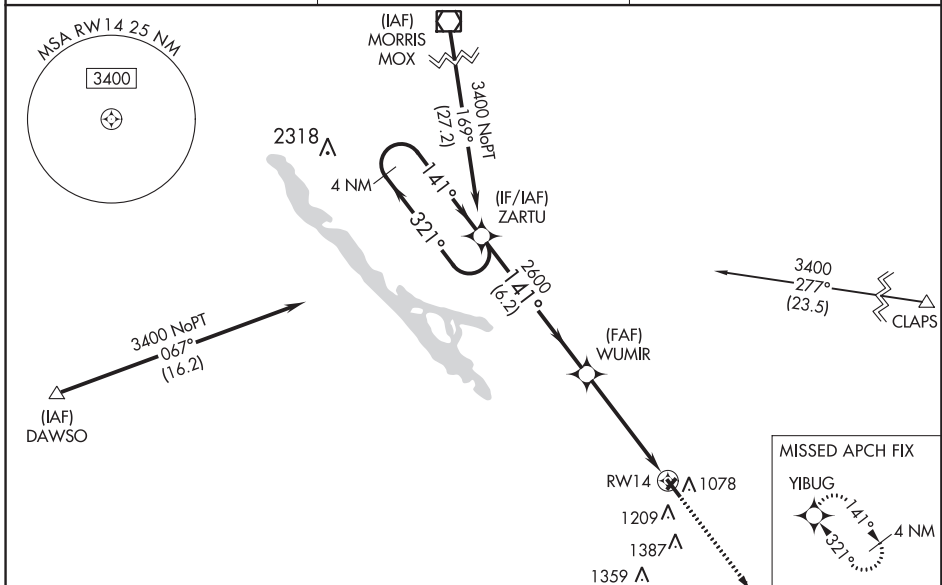 MSA RW14 25 NM
3400
(IAF)
MORRIS
MOX
3400 NoPT
169°
(27.2)
2318
4 NM
141°
321°
(IF/IAF)
ZARTU
2600
141°
(6.2)
3400
277°
(23.5)
CLAPS
3400 NoPT
067°
(16.2)
(IAF)
DAWSO
(FAF)
WUMIR
RW14
1078
1209
1387
1359
MISSED APCH FIX
YIBUG
141°
321°
4 NM